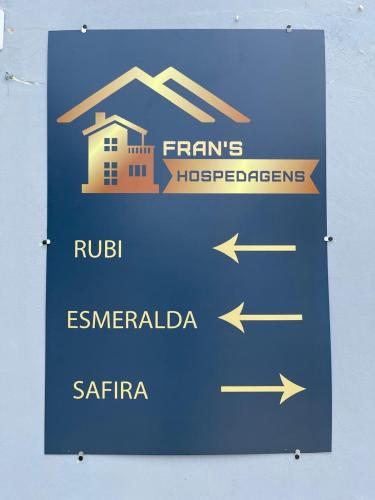 FRAN'S
HOSPEDAGENS
RUBI
ESMERALDA
SAFIRA